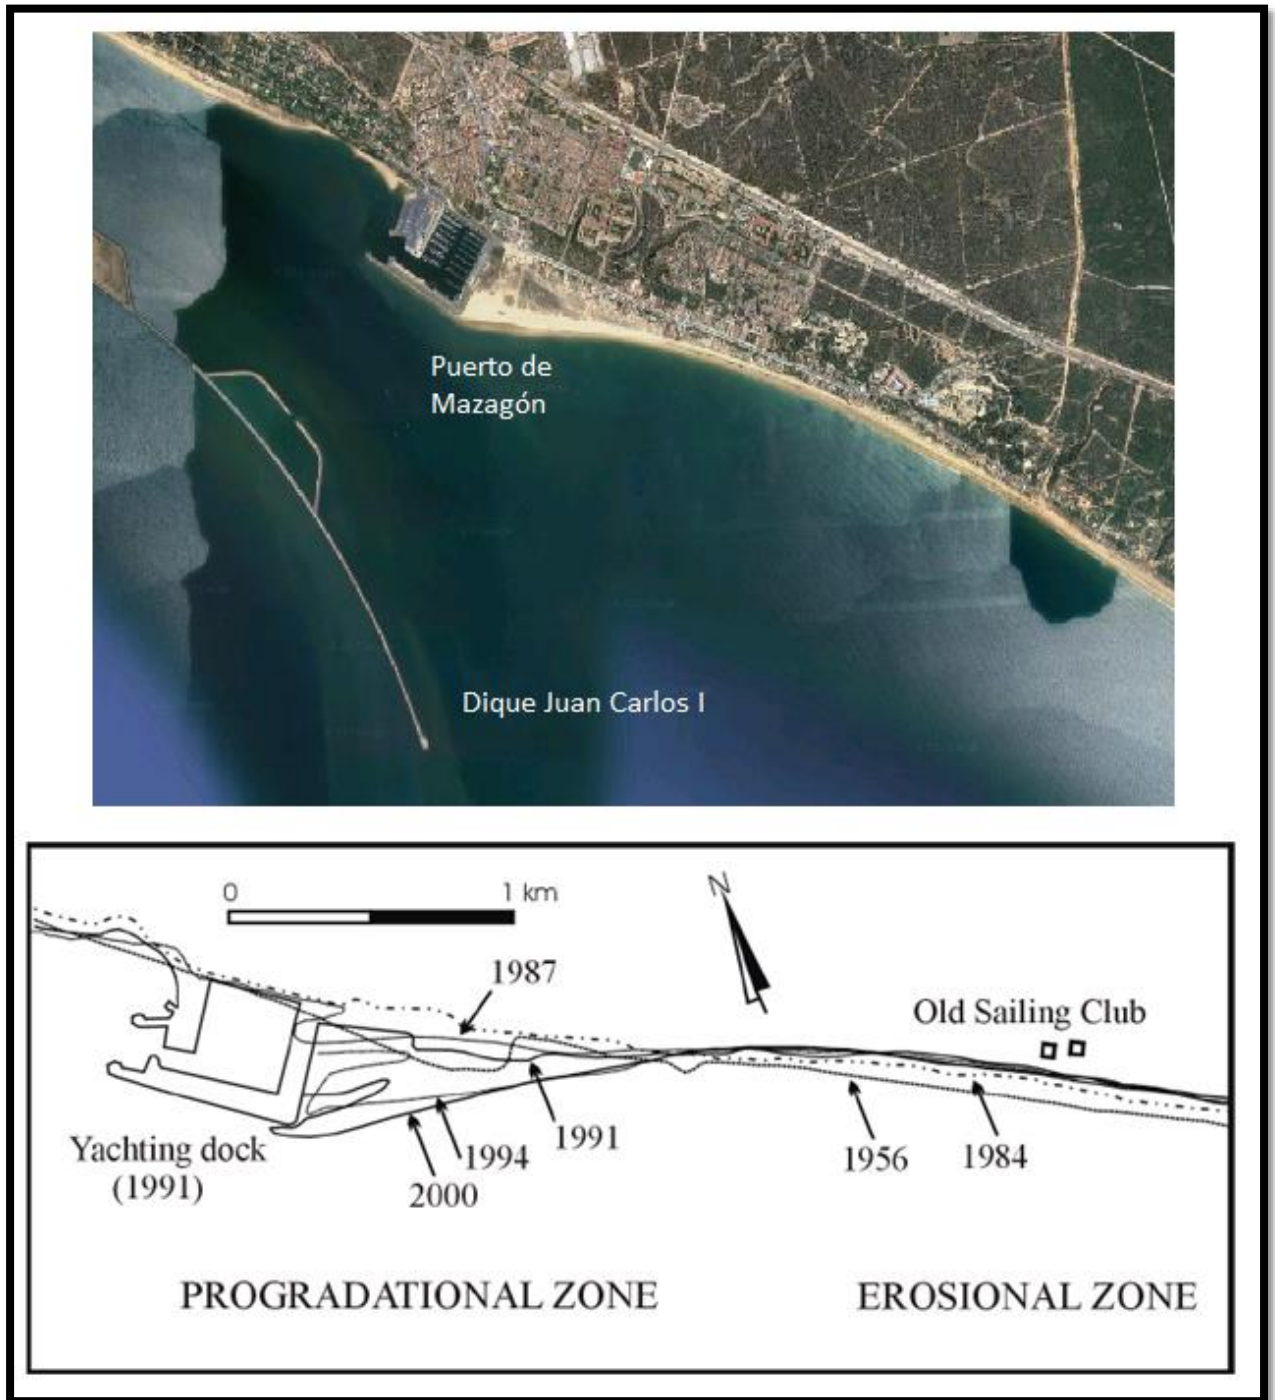 Puerto de
Mazagón
Dique Juan Carlos I
0 1 km
N
1987
Old Sailing Club
1991
1994
2000
1956
1984
Yachting dock
(1991)
PROGRADATIONAL ZONE
EROSIONAL ZONE